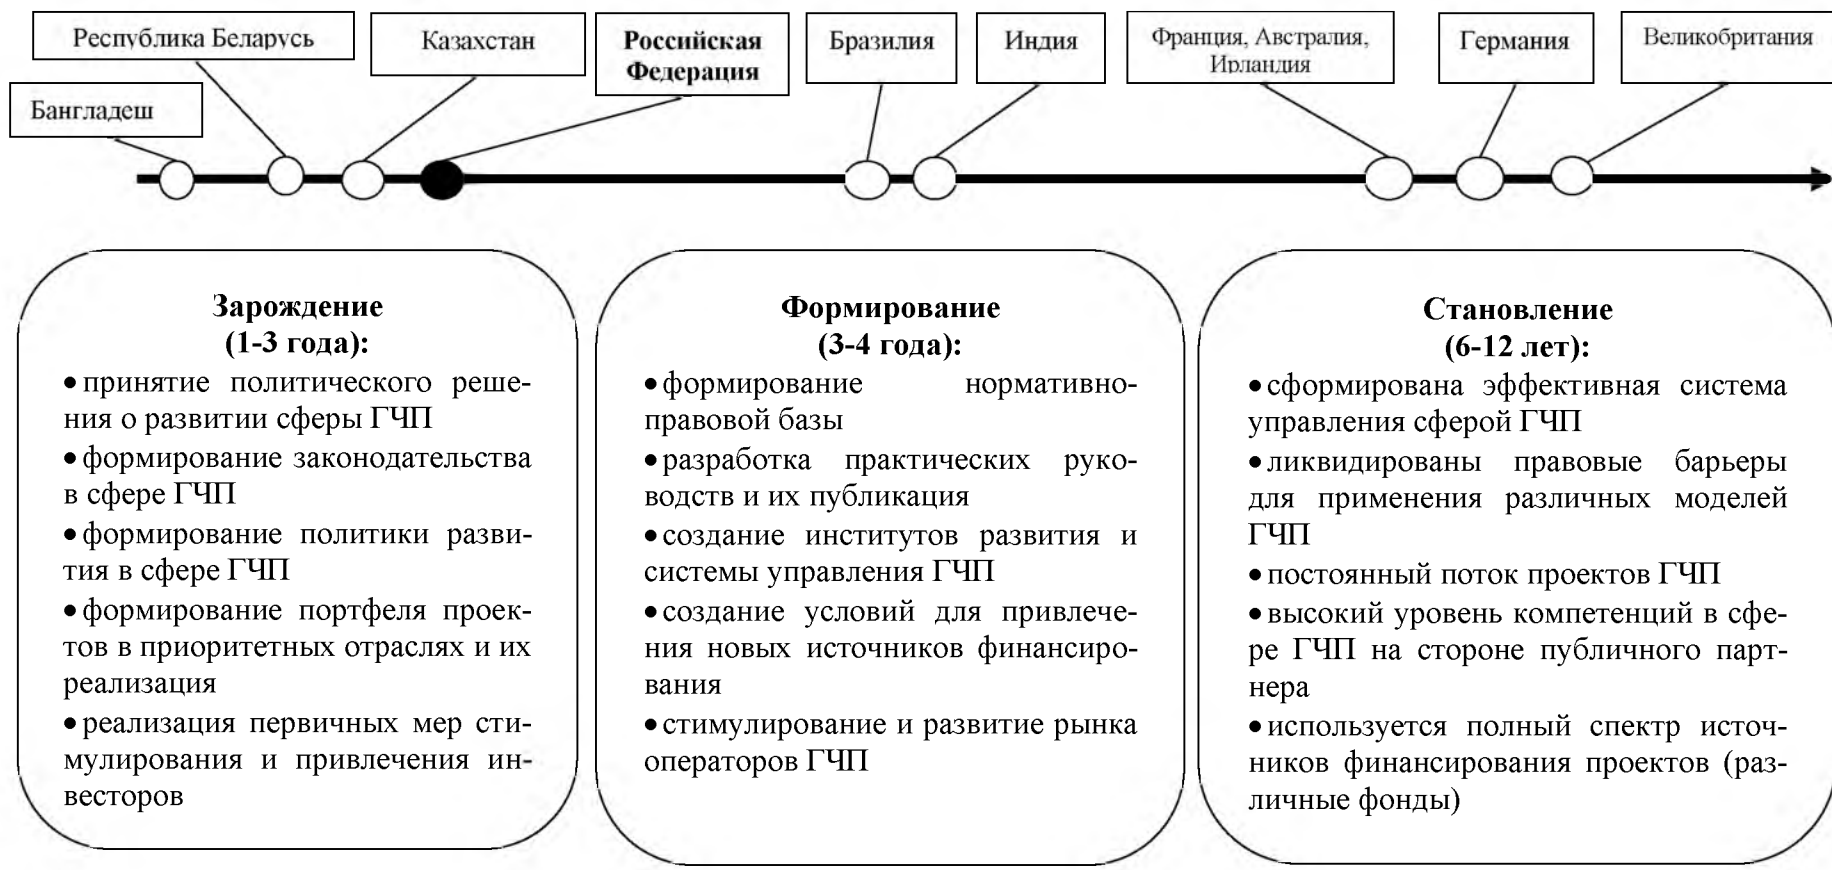 Республика Беларусь
Казахстан
Российская
Федерация
Бразилия
Индия
Франция, Австралия,
Ирландия
Германия
Великобритания
Бангладеш
Зарождение
(1-3 года):
•принятие политического реше-
ния о развитии сферы ГЧП
•формирование законодательства
в сфере ГЧП
•формирование политики разви-
тия в сфере ГЧП
•формирование портфеля проек-
тов в приоритетных отраслях и их
реализация
•реализация первичных мер сти-
мулирования и привлечения ин-
весторов
Формирование
(3-4 года):
•формирование нормативно-
правовой базы
•разработка практических руко-
водств и их публикация
•создание институтов развития и
системы управления ГЧП
•создание условий для привлече-
ния новых источников финансиро-
вания
•стимулирование и развитие рынка
операторов ГЧП
Становление
(6-12 лет):
•сформирована эффективная система
управления сферой ГЧП
•ликвидированы правовые барьеры
для применения различных моделей
ГЧП
•постоянный поток проектов ГЧП
•высокий уровень компетенций в сфе-
ре ГЧП на стороне публичного парт-
нера
•используется полный спектр источ-
ников финансирования проектов (раз-
личные фонды)